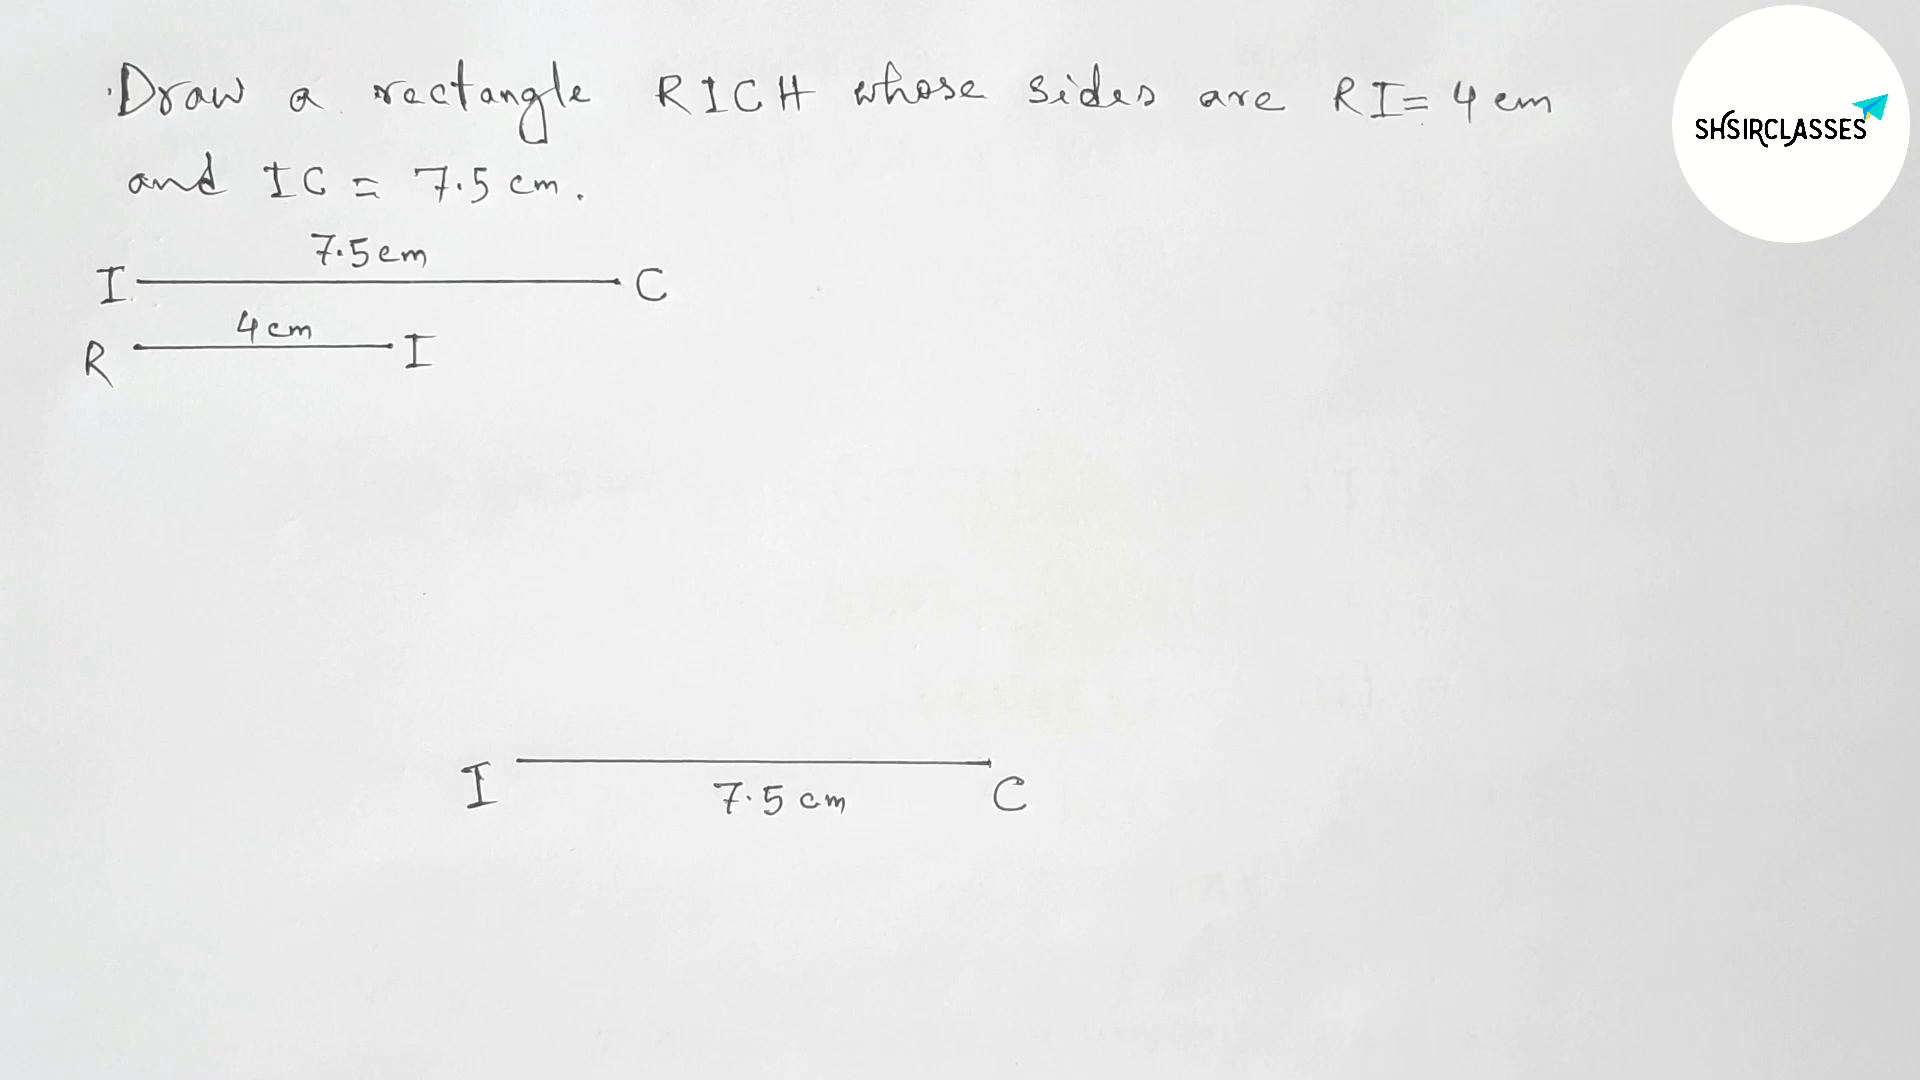 Draw a rectangle RICH whose sides are RI = 4 cm
and IC = 7.5 cm.
SHSIRCLASSES
7.5 cm
I C
4 cm
R I
I C
7.5 cm